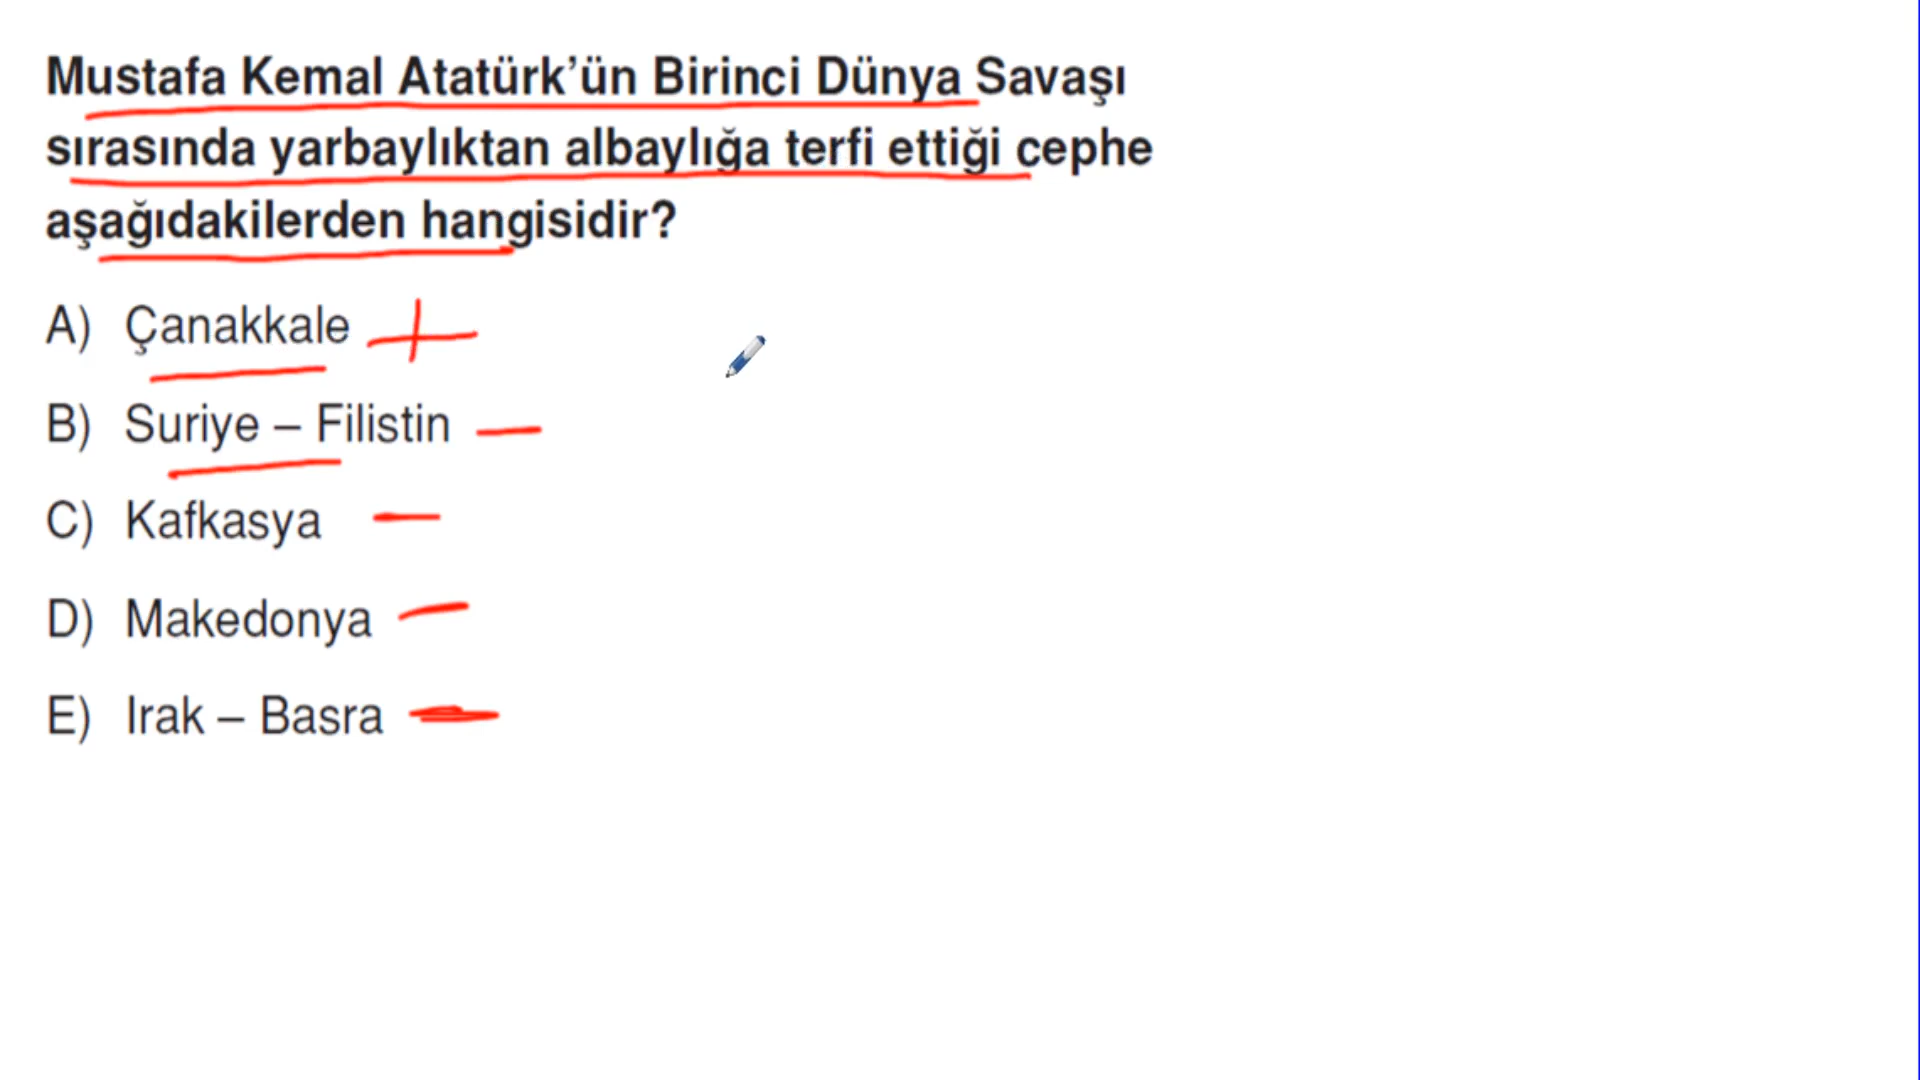 Mustafa Kemal Atatürk’ün Birinci Dünya Savaşı
sırasında yarbaylıktan albaylığa terfi ettiği cephe
aşağıdakilerden hangisidir?
A) Çanakkale
B) Suriye – Filistin
C) Kafkasya
D) Makedonya
E) Irak – Basra